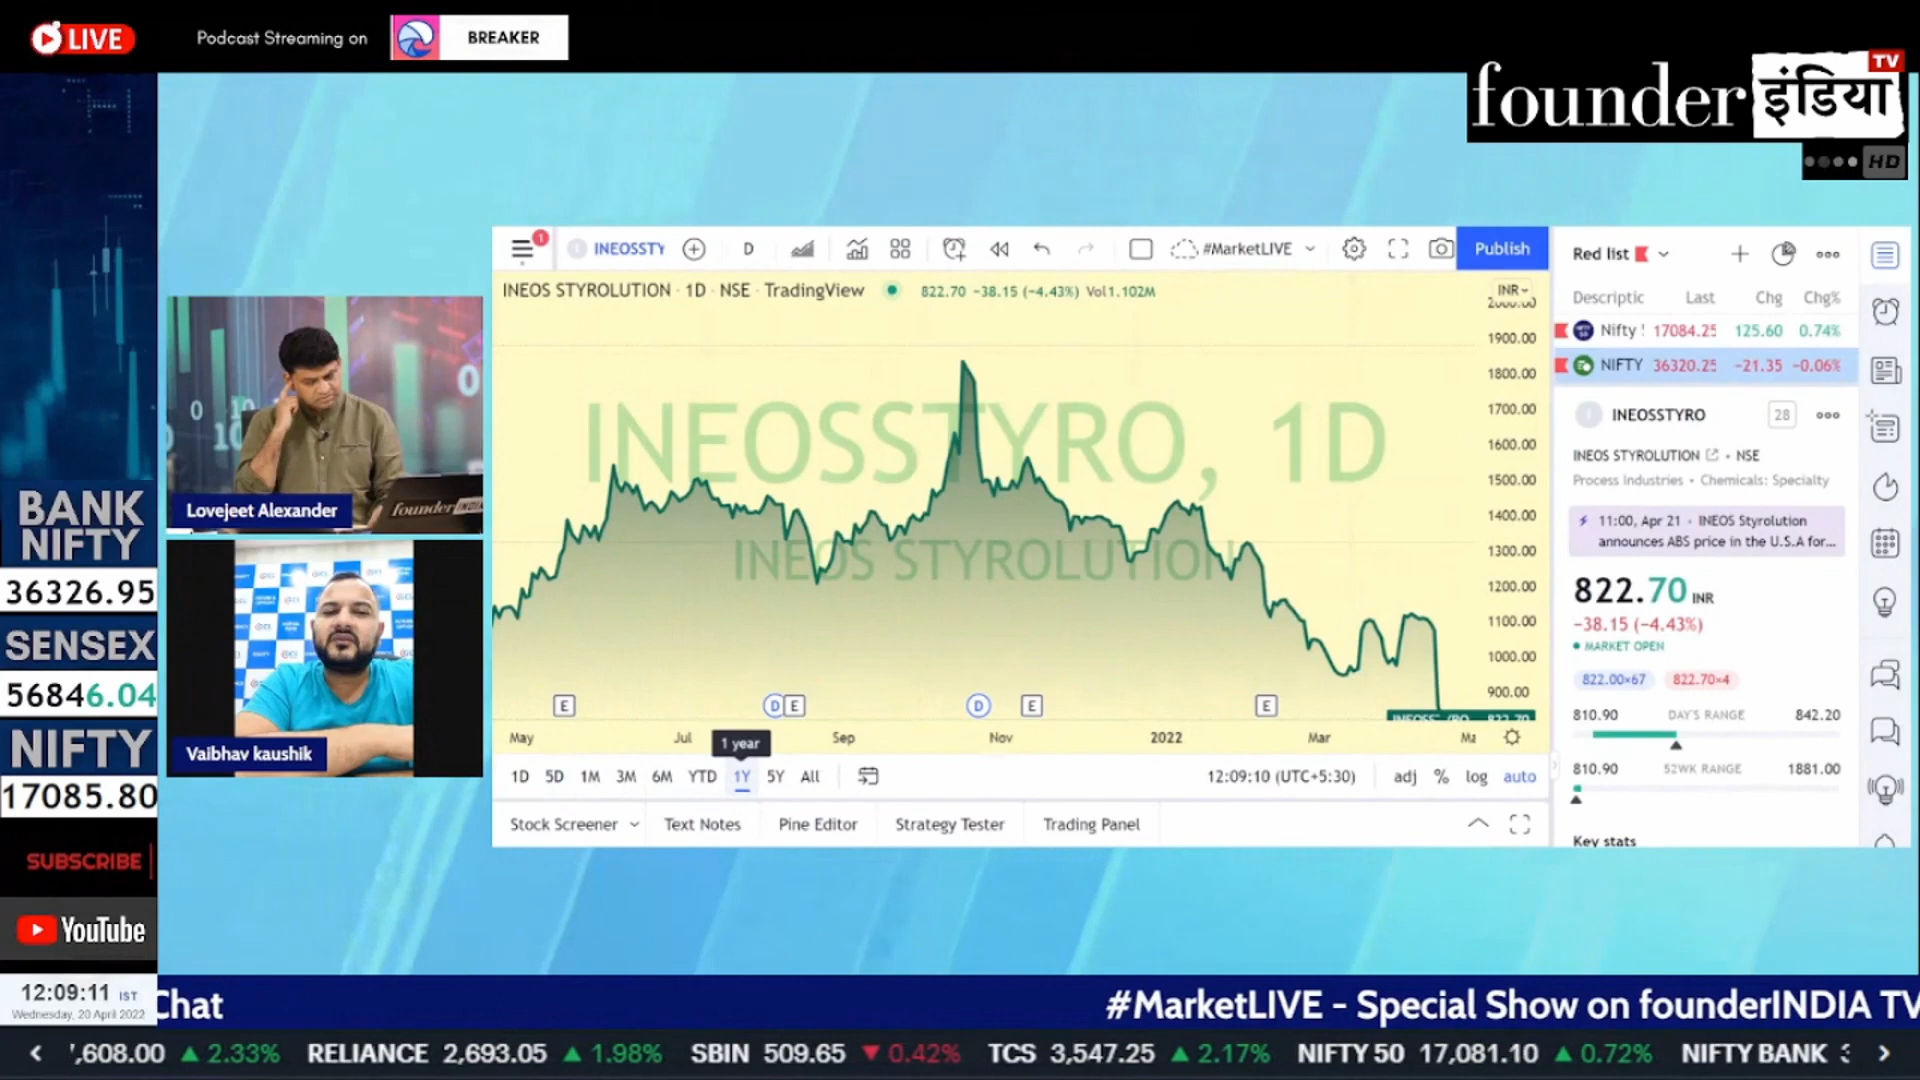 LIVE
Podcast Streaming on
BREAKER
founder इंडिया TV
HD
INEOSSTY
D
#MarketLIVE
Publish
INEOS STYROLUTION · 1D · NSE · TradingView
822.70 −38.15 (−4.43%) Vol1.102M
INR
2000.00
1900.00
1800.00
1700.00
1600.00
1500.00
1400.00
1300.00
1200.00
1100.00
1000.00
900.00
INEOSSTYRO, 1D
INEOS STYROLUTION
E
D
E
D
E
E
May
Jul
Sep
Nov
2022
Mar
1 year
1D 5D 1M 3M 6M YTD 1Y 5Y All
12:09:10 (UTC+5:30)
adj % log auto
Stock Screener
Text Notes
Pine Editor
Strategy Tester
Trading Panel
Red list
Descriptic Last Chg Chg%
Nifty 17084.25 125.60 0.74%
NIFTY 36320.25 −21.35 −0.06%
INEOSSTYRO
28
INEOS STYROLUTION • NSE
Process Industries • Chemicals: Specialty
11:00, Apr 21 • INEOS Styrolution
announces ABS price in the U.S.A for...
822.70 INR
−38.15 (−4.43%)
MARKET OPEN
822.00×67 822.70×4
810.90 DAY'S RANGE 842.20
810.90 52WK RANGE 1881.00
Key stats
Lovejeet Alexander
founder
Vaibhav kaushik
BANK
NIFTY
36326.95
SENSEX
56846.04
NIFTY
17085.80
SUBSCRIBE
YouTube
12:09:11 IST
Wednesday, 20 April 2022
Chat
#MarketLIVE - Special Show on founderINDIA TV
,608.00 2.33% RELIANCE 2,693.05 1.98% SBIN 509.65 0.42% TCS 3,547.25 2.17% NIFTY 50 17,081.10 0.72% NIFTY BANK